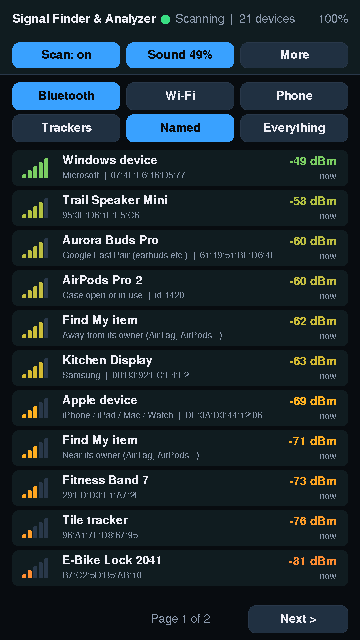 Signal Finder & Analyzer
Scanning | 21 devices
100%
Scan: on
Sound 49%
More
Bluetooth
Wi-Fi
Phone
Trackers
Named
Everything
Windows device
-49 dBm
Microsoft |
now
Trail Speaker Mini
-58 dBm
now
Aurora Buds Pro
-60 dBm
Google Fast Pair (earbuds etc.) |
now
AirPods Pro 2
-60 dBm
Case open or in use | id 1420
now
Find My item
-62 dBm
Away from its owner (AirTag, AirPods...)
now
Kitchen Display
-63 dBm
Samsung |
now
Apple device
-69 dBm
iPhone / iPad / Mac / Watch |
now
Find My item
-71 dBm
Near its owner (AirTag, AirPods...)
now
Fitness Band 7
-73 dBm
now
Tile tracker
-76 dBm
now
E-Bike Lock 2041
-81 dBm
now
Page 1 of 2
Next >